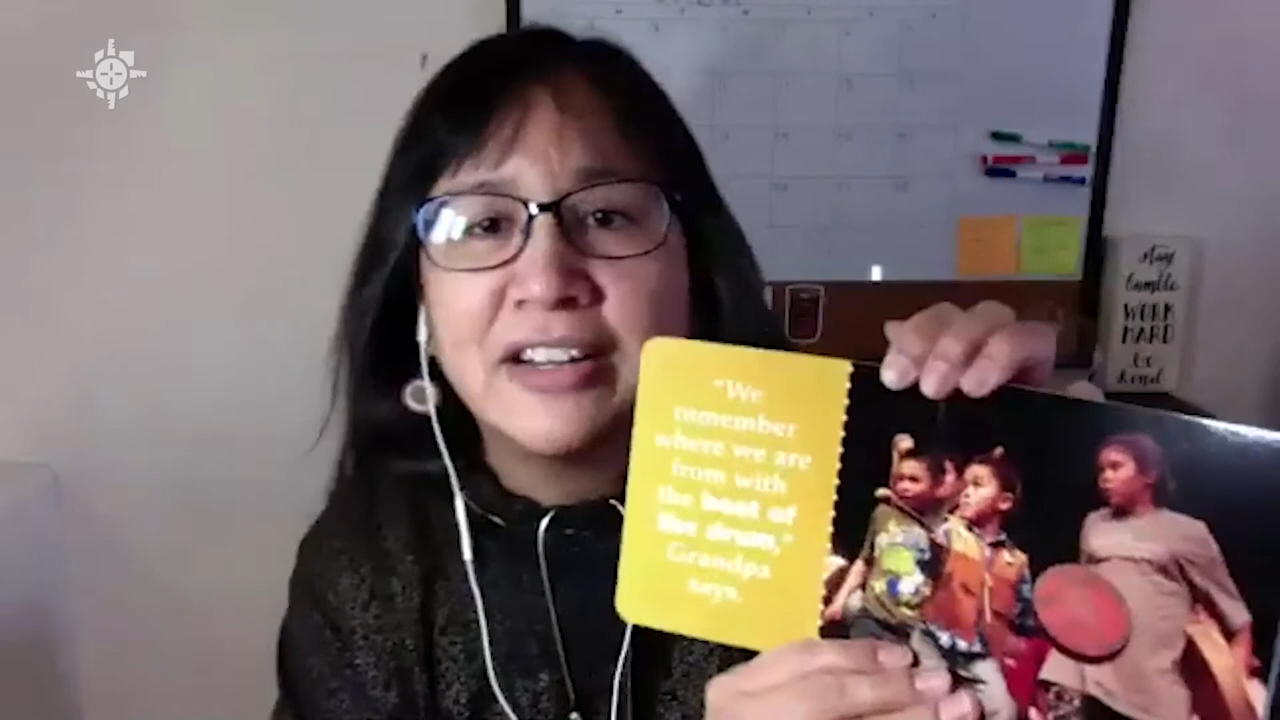 "We
remember
where we are
from with
the beat of
the drum,"
Grandpa
says.
stay
humble
WORK
HARD
be
kind